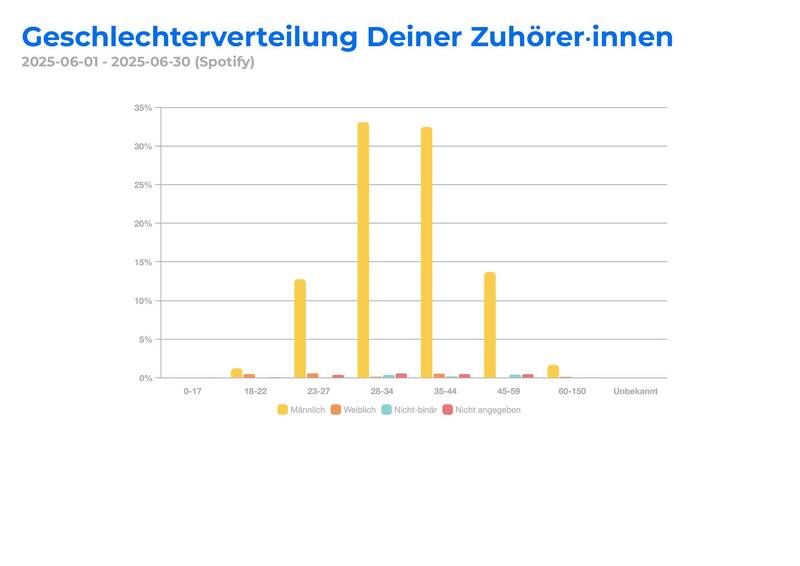 Geschlechterverteilung Deiner Zuhörer·innen
2025-06-01 - 2025-06-30 (Spotify)
35%
30%
25%
20%
15%
10%
5%
0%
0-17 18-22 23-27 28-34 35-44 45-59 60-150 Unbekannt
Männlich Weiblich Nicht-binär Nicht angegeben